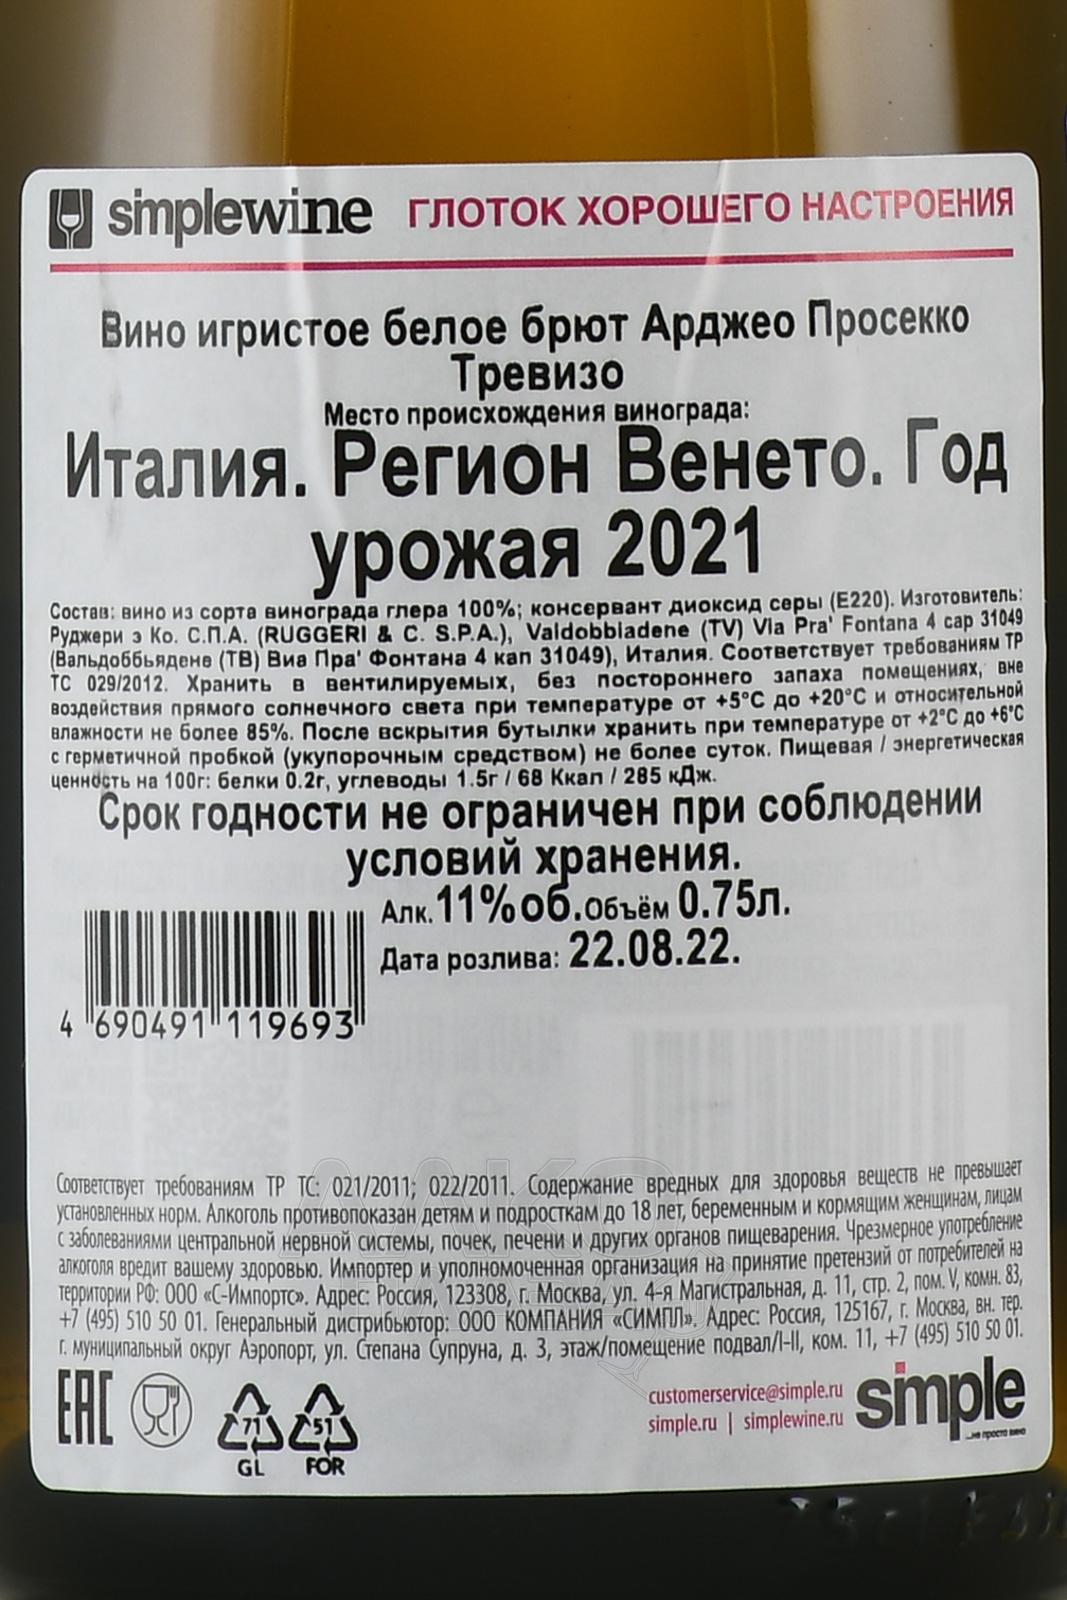 simplewine ГЛОТОК ХОРОШЕГО НАСТРОЕНИЯ
Вино игристое белое брют Арджео Просекко
Тревизо
Место происхождения винограда:
Италия. Регион Венето. Год
урожая 2021
Состав: вино из сорта винограда глера 100%; консервант диоксид серы (E220). Изготовитель:
Руджери э Ко. С.П.А. (RUGGERI & C. S.P.A.), Valdobbiadene (TV) Via Pra' Fontana 4 cap 31049
(Вальдоббьядене (ТВ) Виа Пра' Фонтана 4 кап 31049), Италия. Соответствует требованиям ТР
ТС 029/2012. Хранить в вентилируемых, без постороннего запаха помещениях, вне
воздействия прямого солнечного света при температуре от +5°С до +20°С и относительной
влажности не более 85%. После вскрытия бутылки хранить при температуре от +2°С до +6°С
с герметичной пробкой (укупорочным средством) не более суток. Пищевая / энергетическая
ценность на 100г: белки 0.2г, углеводы 1.5г / 68 Ккал / 285 кДж.
Срок годности не ограничен при соблюдении
условий хранения.
Алк. 11% об. Объём 0.75л.
Дата розлива: 22.08.22.
4 690491 119693
Соответствует требованиям ТР ТС: 021/2011; 022/2011. Содержание вредных для здоровья веществ не превышает
установленных норм. Алкоголь противопоказан детям и подросткам до 18 лет, беременным и кормящим женщинам, лицам
с заболеваниями центральной нервной системы, почек, печени и других органов пищеварения. Чрезмерное употребление
алкоголя вредит вашему здоровью. Импортер и уполномоченная организация на принятие претензий от потребителей на
территории РФ: ООО «С-Импортс». Адрес: Россия, 123308, г. Москва, ул. 4-я Магистральная, д. 11, стр. 2, пом. V, комн. 83,
+7 (495) 510 50 01. Генеральный дистрибьютор: ООО КОМПАНИЯ «СИМПЛ». Адрес: Россия, 125167, г. Москва, вн. тер.
г. муниципальный округ Аэропорт, ул. Степана Супруна, д. 3, этаж/помещение подвал/I-II, ком. 11, +7 (495) 510 50 01.
EAC
71
GL
51
FOR
customerservice@simple.ru
simple.ru | simplewine.ru
simple
...не просто вино